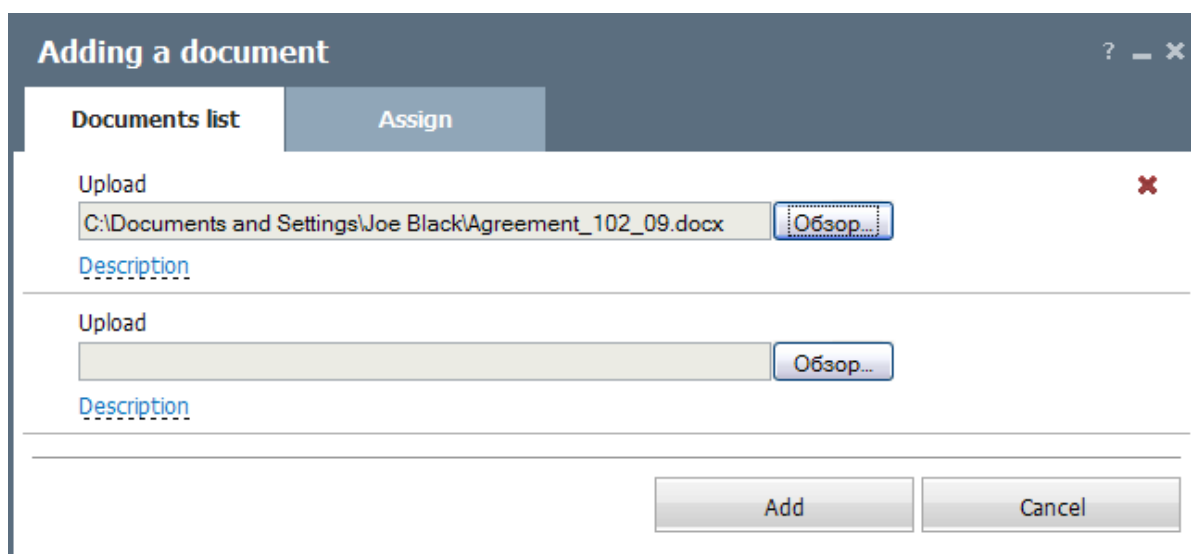 Adding a document
?
Documents list Assign
Upload
C:\Documents and Settings\Joe Black\Agreement_102_09.docx Обзор...
Description
Upload
Обзор...
Description
Add Cancel